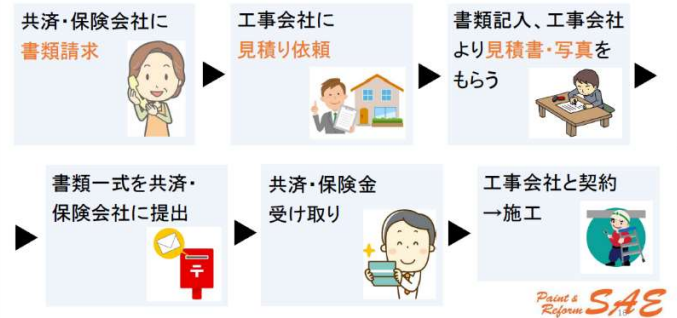 共済・保険会社に
書類請求
工事会社に
見積り依頼
書類記入、工事会社
より見積書・写真を
もらう
書類一式を共済・
保険会社に提出
共済・保険金
受け取り
工事会社と契約
→施工
〒
Paint &
Reform SAE
16